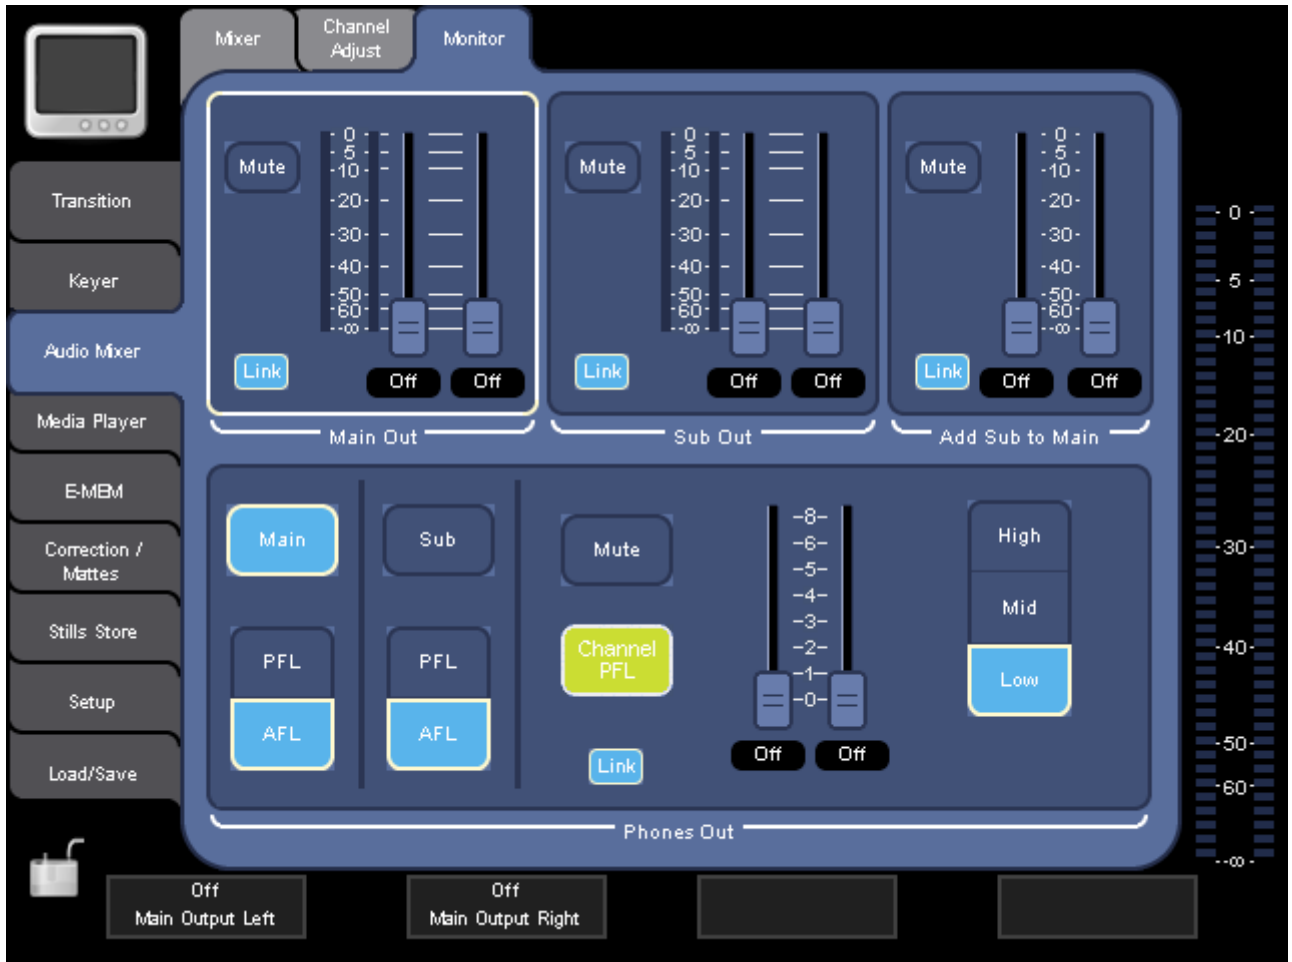 Mixer
Channel
Adjust
Monitor
Transition
Keyer
Audio Mixer
Media Player
E-MEM
Correction /
Mattes
Stills Store
Setup
Load/Save
Mute
0
5
-10-
-20-
-30-
-40-
-50-
60
-∞
Link
Off
Off
Main Out
Mute
0
5
-10-
-20-
-30-
-40-
-50-
60
-∞
Link
Off
Off
Sub Out
Mute
- 0 -
- 5 -
-10-
-20-
-30-
-40-
-50-
60
-∞
Link
Off
Off
Add Sub to Main
Main
PFL
AFL
Sub
PFL
AFL
Mute
Channel
PFL
Link
-8-
-6-
-5-
-4-
-3-
-2-
-1-
-0-
Off
Off
High
Mid
Low
Phones Out
- 0 -
- 5 -
-10-
-20-
-30-
-40-
-50-
-60-
-∞-
Off
Main Output Left
Off
Main Output Right